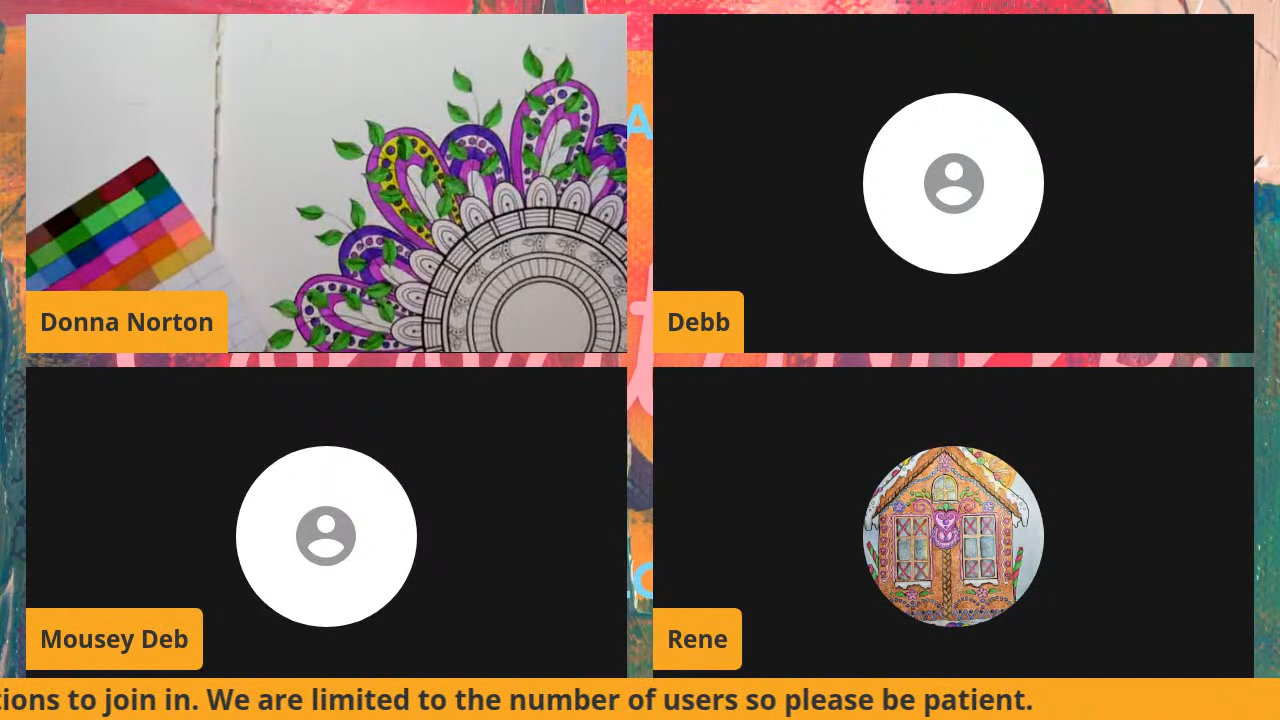 Donna Norton
Debb
Mousey Deb
Rene
tions to join in. We are limited to the number of users so please be patient.